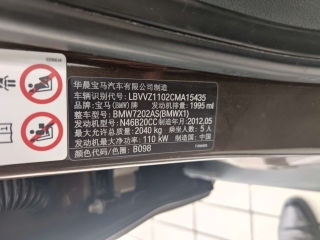 华晨宝马汽车有限公司制造
车辆识别代号: LBVVZ1102CMA15435
品牌: 宝马(BMW)牌 发动机排量: 1995 ml
整车型号: BMW7202AS(BMWX1)
发动机型号: N46B20CC 制造年月: 2012.05
最大允许总质量: 2040 kg 乘坐人数: 5 人
发动机最大净功率: 110 kW 制造国: 中国
颜色代码/色号: B098